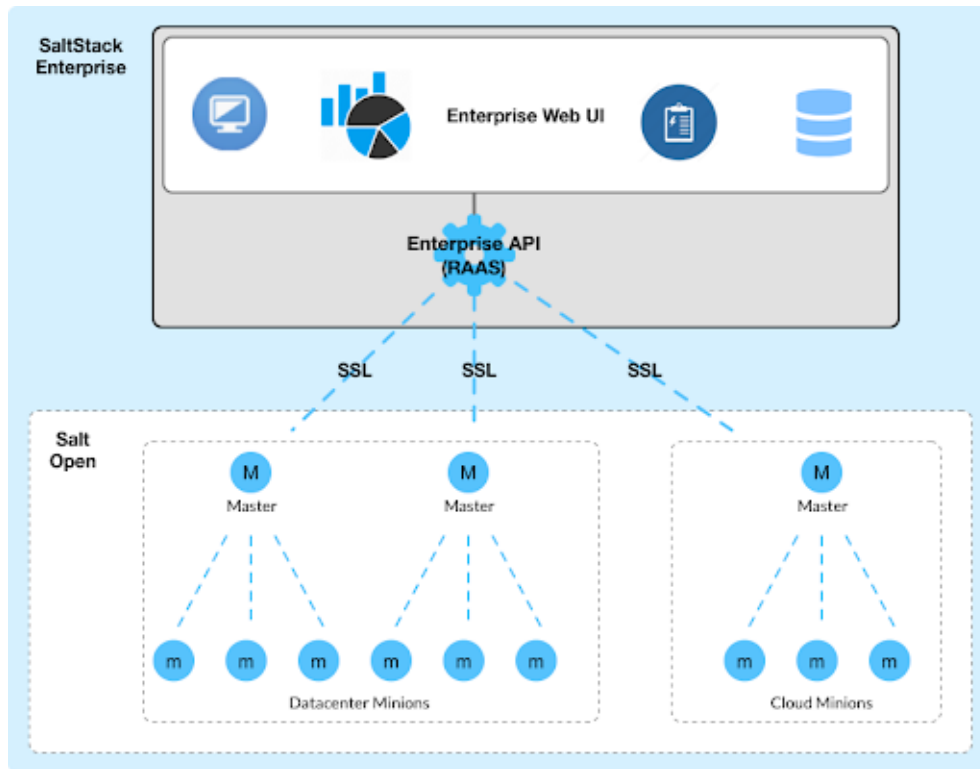 SaltStack
Enterprise
Enterprise Web UI
Enterprise API
(RAAS)
SSL SSL SSL
Salt
Open
M M M
Master Master Master
m m m m m m m m m
Datacenter Minions Cloud Minions